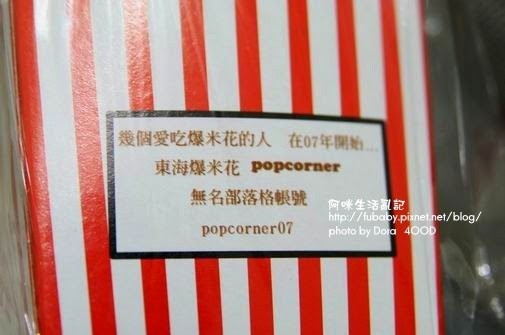 幾個愛吃爆米花的人　在07年開始...
東海爆米花 popcorner
無名部落格帳號
popcorner07
阿咪生活亂記
http://fubaby.pixnet.net/blog/
photo by Dora 400D